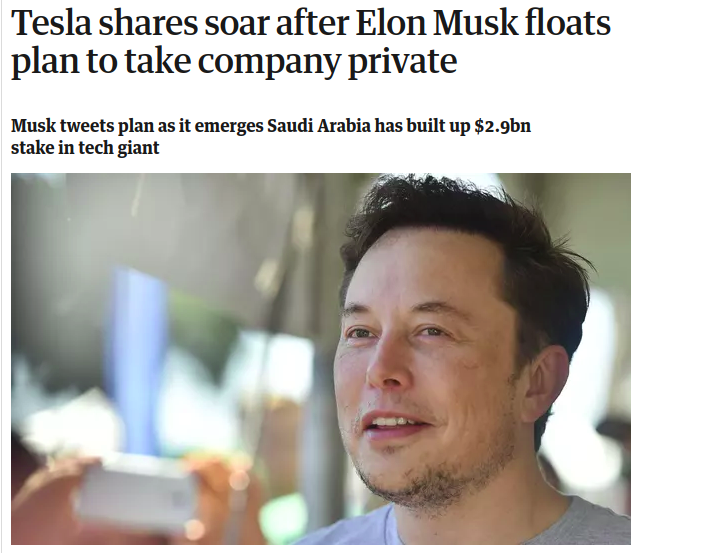 Tesla shares soar after Elon Musk floats
plan to take company private
Musk tweets plan as it emerges Saudi Arabia has built up $2.9bn
stake in tech giant